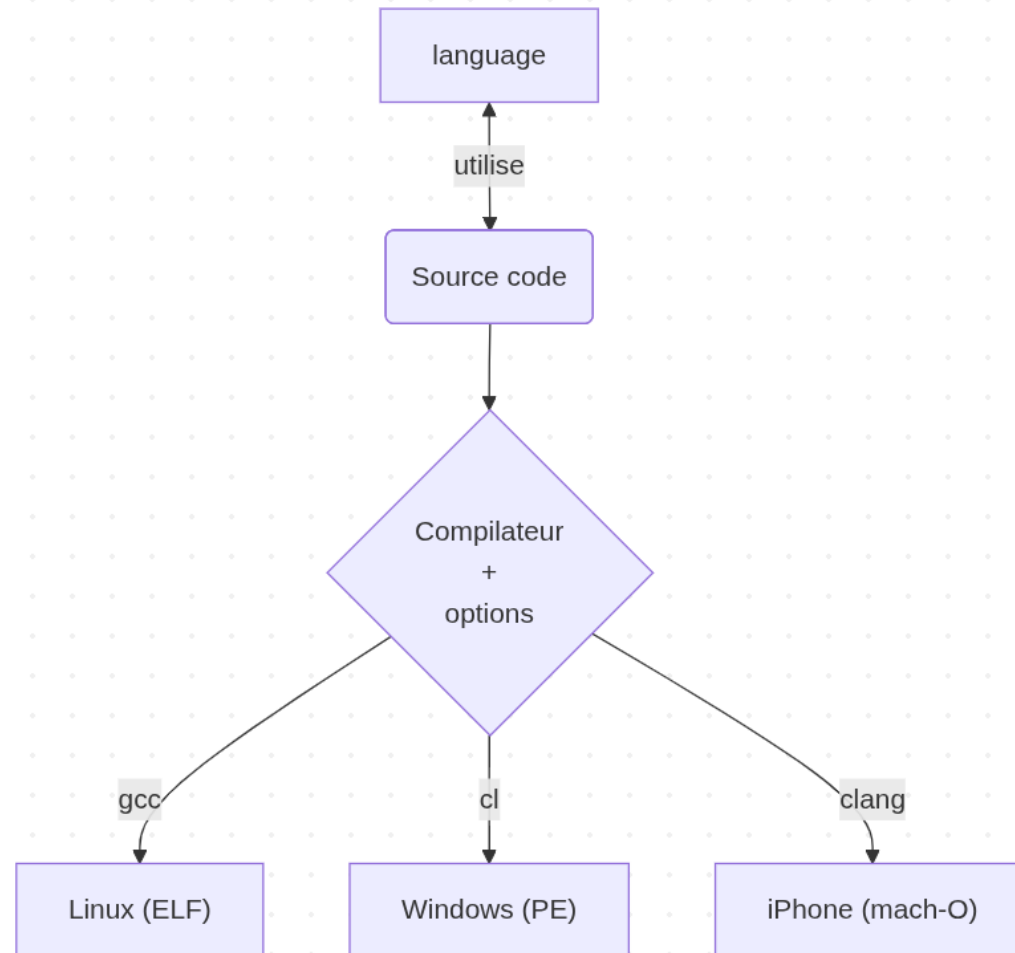 language
utilise
Source code
Compilateur
+
options
gcc
cl
clang
Linux (ELF)
Windows (PE)
iPhone (mach-O)